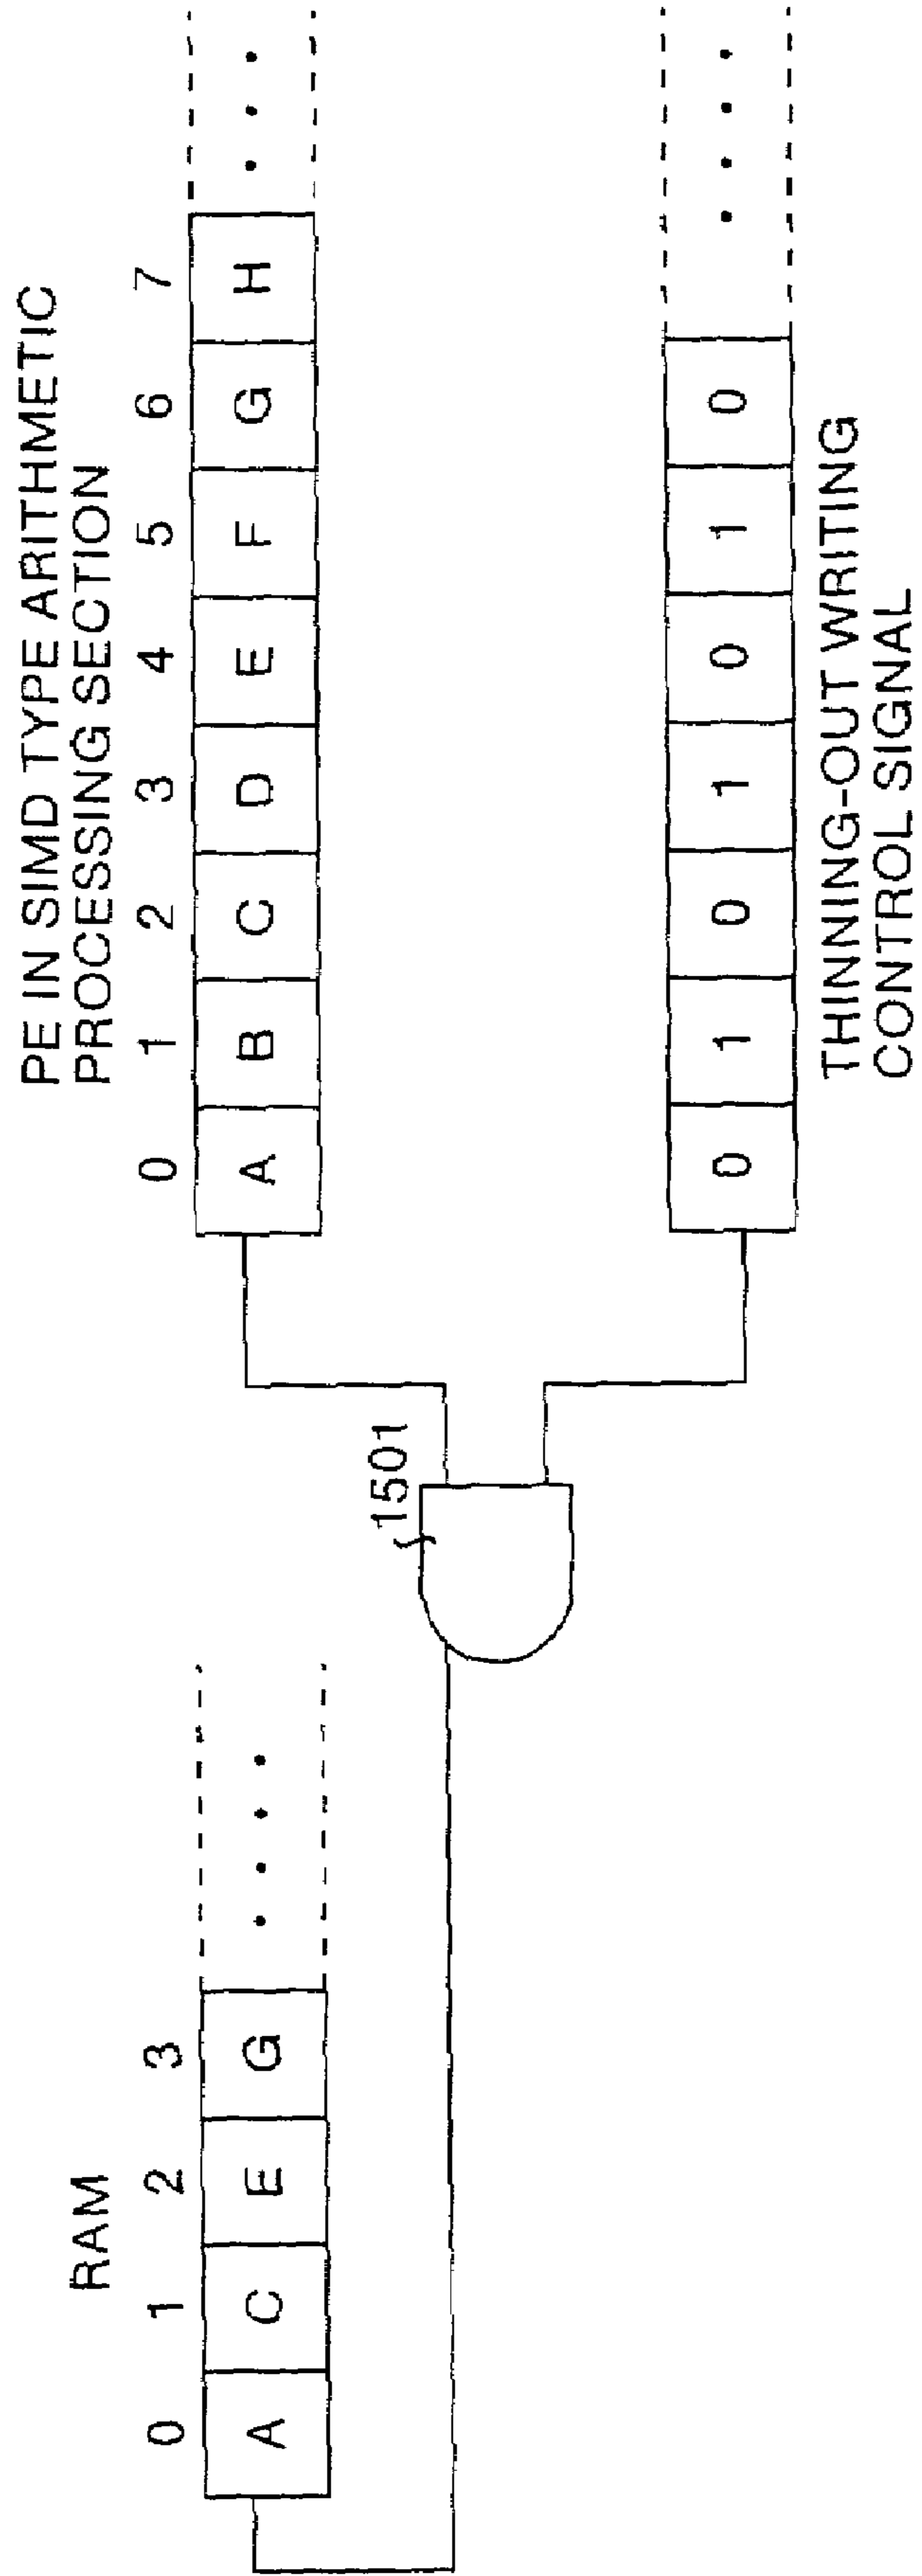 PE IN SIMD TYPE ARITHMETIC
PROCESSING SECTION
0 1 2 3 4 5 6 7
A B C D E F G H
RAM
0 1 2 3
A C E G
1501
0 1 0 1 0 1 0
THINNING-OUT WRITING
CONTROL SIGNAL